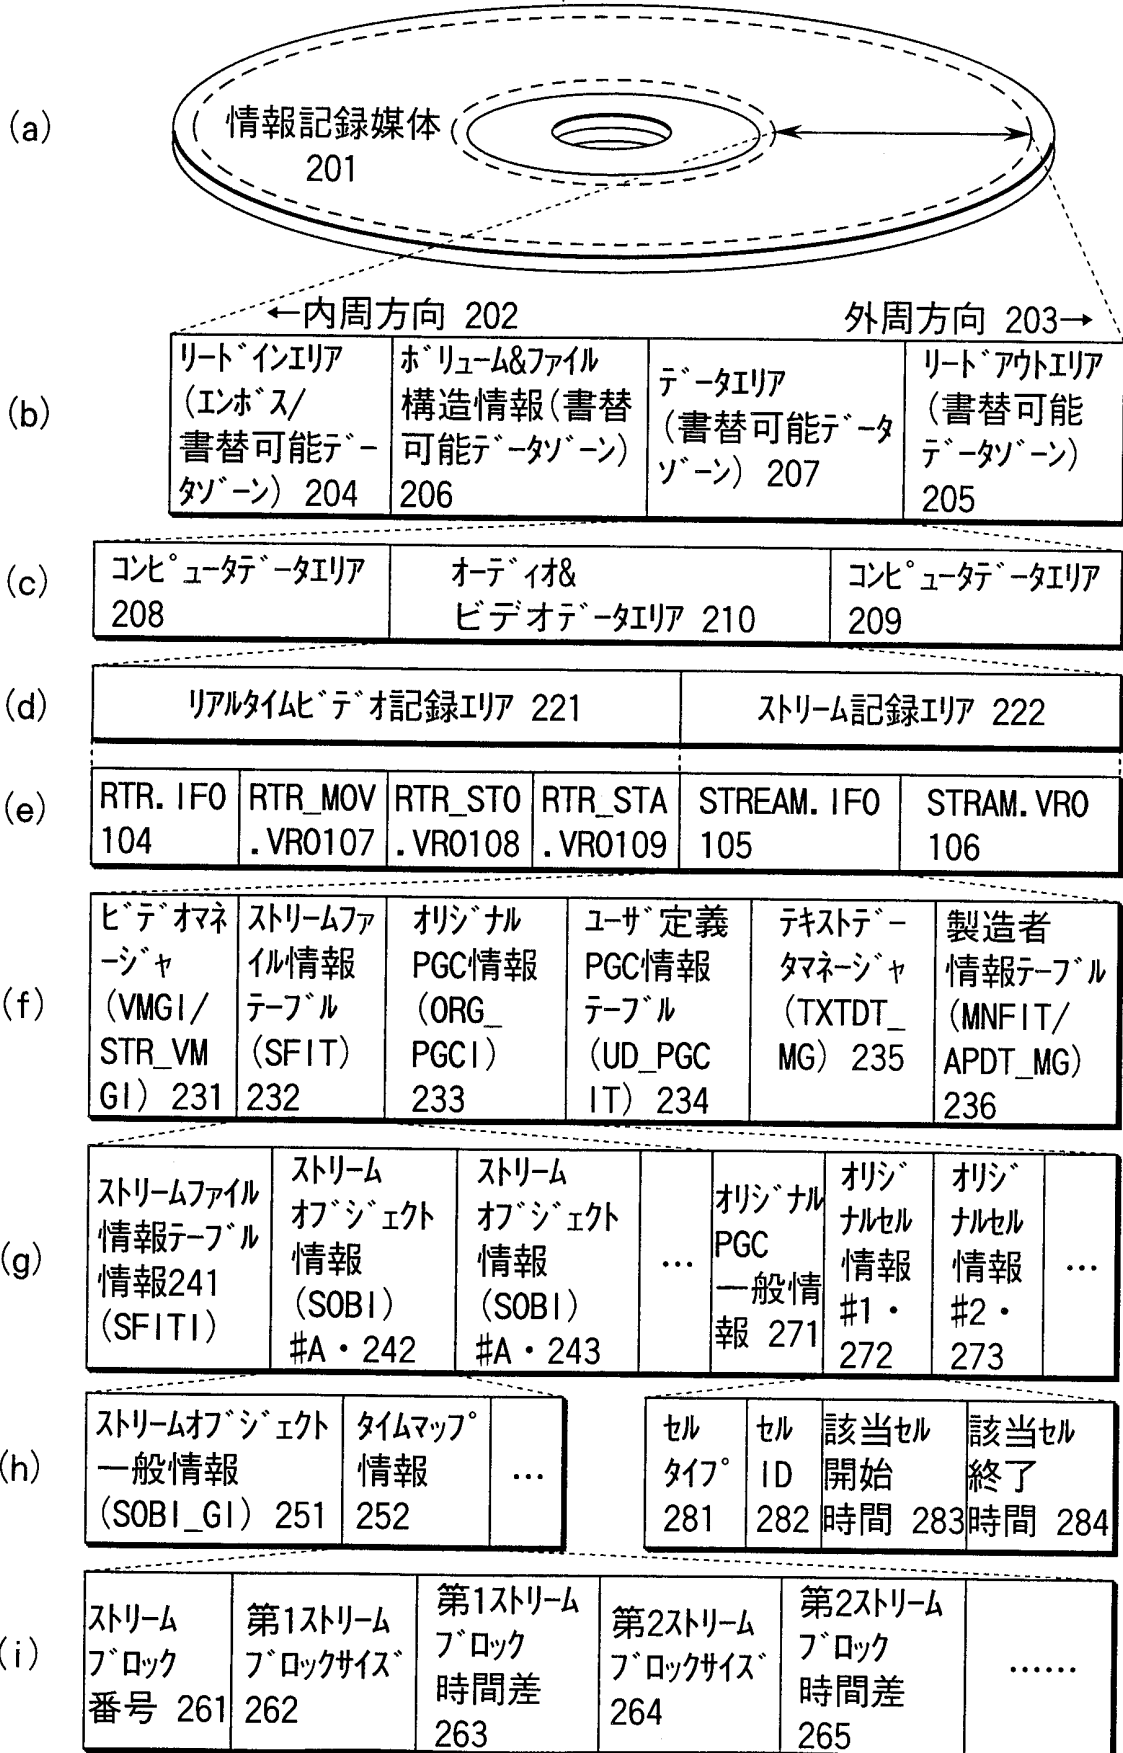 (a)
情報記録媒体
201
←内周方向 202
外周方向 203→
(b)
リードインエリア
(エンボス/
書替可能デー
タゾーン) 204
ボリューム&ファイル
構造情報(書替
可能データゾーン)
206
データエリア
(書替可能データ
ゾーン) 207
リードアウトエリア
(書替可能
データゾーン)
205
(c)
コンピュータデータエリア
208
オーディオ&
ビデオデータエリア 210
コンピュータデータエリア
209
(d)
リアルタイムビデオ記録エリア 221
ストリーム記録エリア 222
(e)
RTR.IFO
104
RTR_MOV
.VRO107
RTR_STO
.VRO108
RTR_STA
.VRO109
STREAM.IFO
105
STRAM.VRO
106
(f)
ビデオマネ
ージャ
(VMGI/
STR_VM
GI) 231
ストリームファ
イル情報
テーブル
(SFIT)
232
オリジナル
PGC情報
(ORG_
PGCI)
233
ユーザ定義
PGC情報
テーブル
(UD_PGC
IT) 234
テキストデー
タマネージャ
(TXTDT_
MG) 235
製造者
情報テーブル
(MNFIT/
APDT_MG)
236
(g)
ストリームファイル
情報テーブル
情報241
(SFITI)
ストリーム
オブジェクト
情報
(SOBI)
#A・242
ストリーム
オブジェクト
情報
(SOBI)
#A・243
…
オリジナル
PGC
一般情
報 271
オリジ
ナルセル
情報
#1・
272
オリジ
ナルセル
情報
#2・
273
…
(h)
ストリームオブジェクト
一般情報
(SOBI_GI) 251
タイムマップ
情報
252
…
セル
タイプ
281
セル
ID
282
該当セル
開始
時間 283
該当セル
終了
時間 284
(i)
ストリーム
ブロック
番号 261
第1ストリーム
ブロックサイズ
262
第1ストリーム
ブロック
時間差
263
第2ストリーム
ブロックサイズ
264
第2ストリーム
ブロック
時間差
265
……